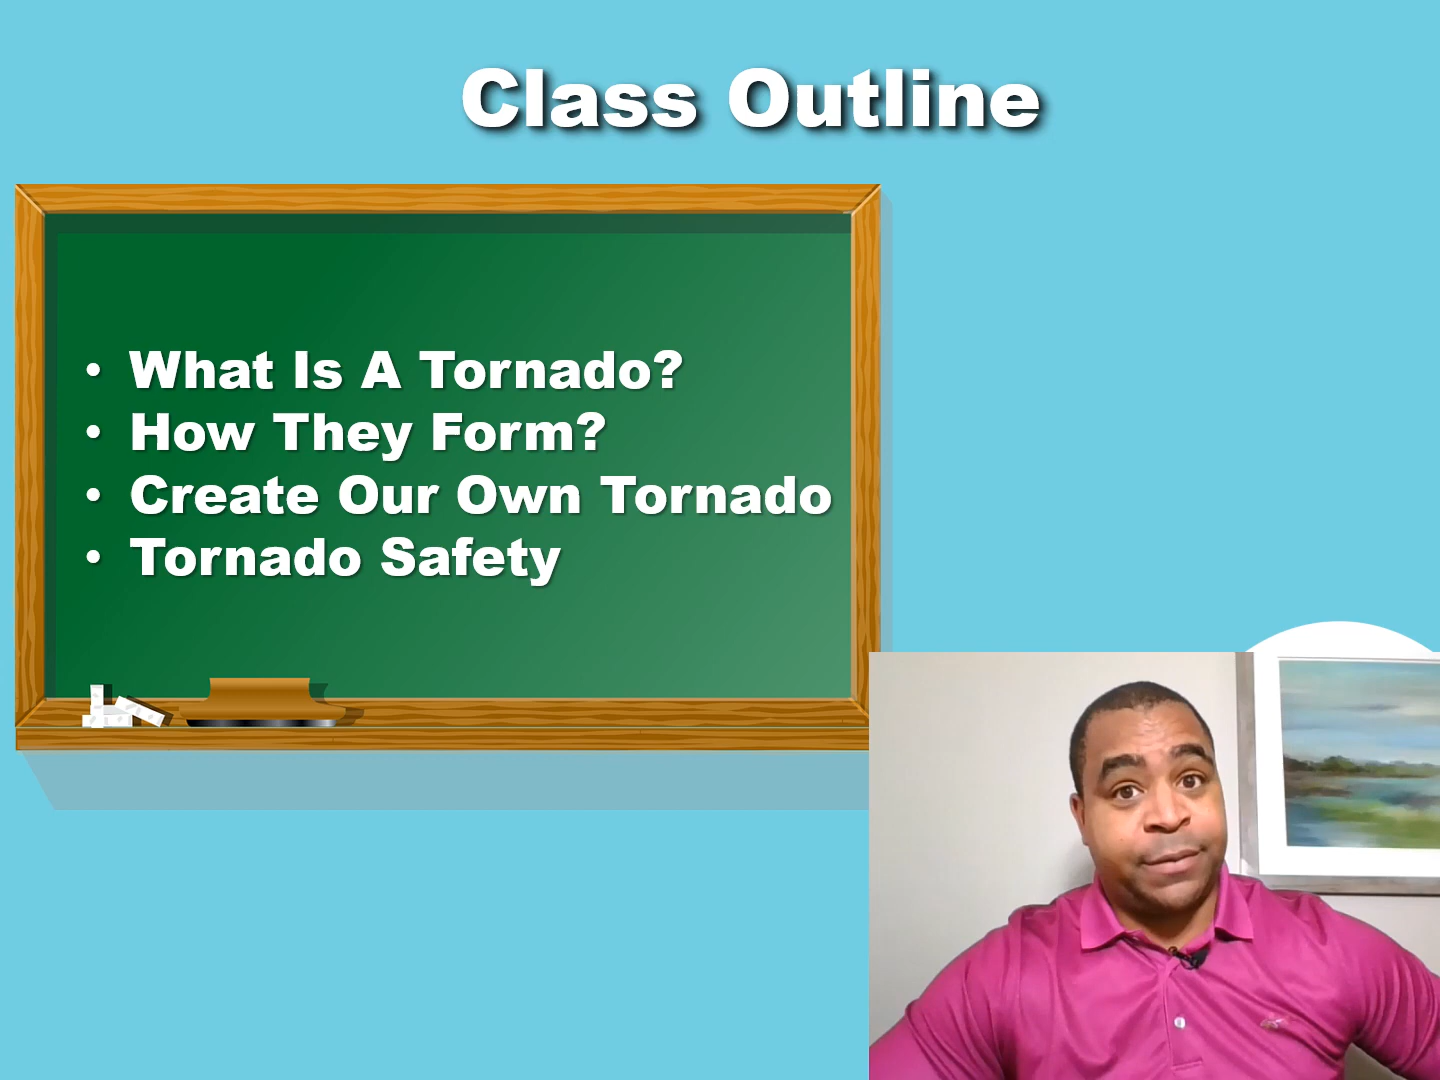 Class Outline
• What Is A Tornado?
• How They Form?
• Create Our Own Tornado
• Tornado Safety